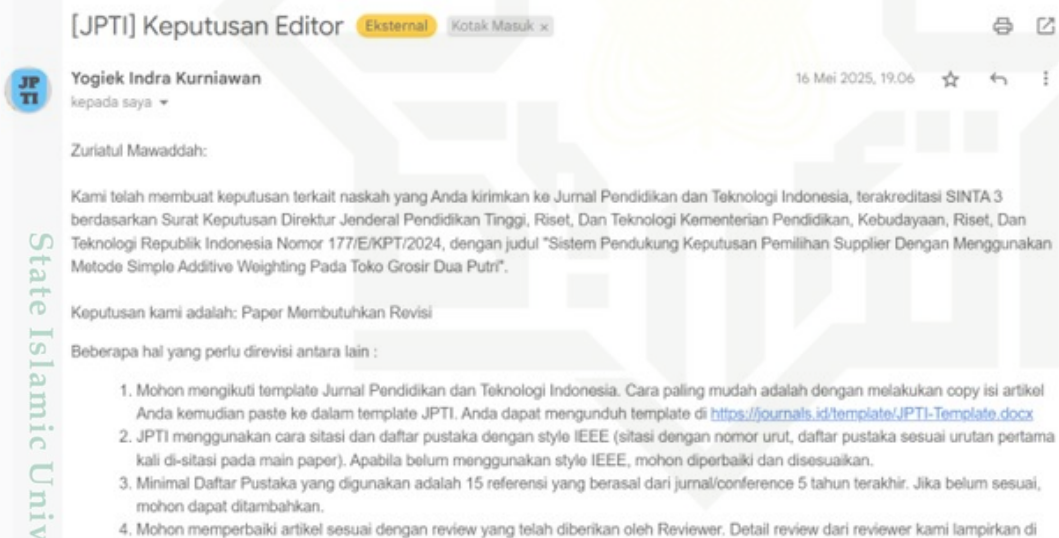 [JPTI] Keputusan Editor Eksternal Kotak Masuk x
JP
TI
Yogiek Indra Kurniawan
16 Mei 2025, 19.06
kepada saya
Zuriatul Mawaddah:
Kami telah membuat keputusan terkait naskah yang Anda kirimkan ke Jurnal Pendidikan dan Teknologi Indonesia, terakreditasi SINTA 3
berdasarkan Surat Keputusan Direktur Jenderal Pendidikan Tinggi, Riset, Dan Teknologi Kementerian Pendidikan, Kebudayaan, Riset, Dan
Teknologi Republik Indonesia Nomor 177/E/KPT/2024, dengan judul "Sistem Pendukung Keputusan Pemilihan Supplier Dengan Menggunakan
Metode Simple Additive Weighting Pada Toko Grosir Dua Putri".
Keputusan kami adalah: Paper Membutuhkan Revisi
Beberapa hal yang perlu direvisi antara lain :
1. Mohon mengikuti template Jurnal Pendidikan dan Teknologi Indonesia. Cara paling mudah adalah dengan melakukan copy isi artikel
Anda kemudian paste ke dalam template JPTI. Anda dapat mengunduh template di https://journals.id/template/JPTI-Template.docx
2. JPTI menggunakan cara sitasi dan daftar pustaka dengan style IEEE (sitasi dengan nomor urut, daftar pustaka sesuai urutan pertama
kali di-sitasi pada main paper). Apabila belum menggunakan style IEEE, mohon diperbaiki dan disesuaikan.
3. Minimal Daftar Pustaka yang digunakan adalah 15 referensi yang berasal dari jurnal/conference 5 tahun terakhir. Jika belum sesuai,
mohon dapat ditambahkan.
4. Mohon memperbaiki artikel sesuai dengan review yang telah diberikan oleh Reviewer. Detail review dari reviewer kami lampirkan di
State Islamic Univ